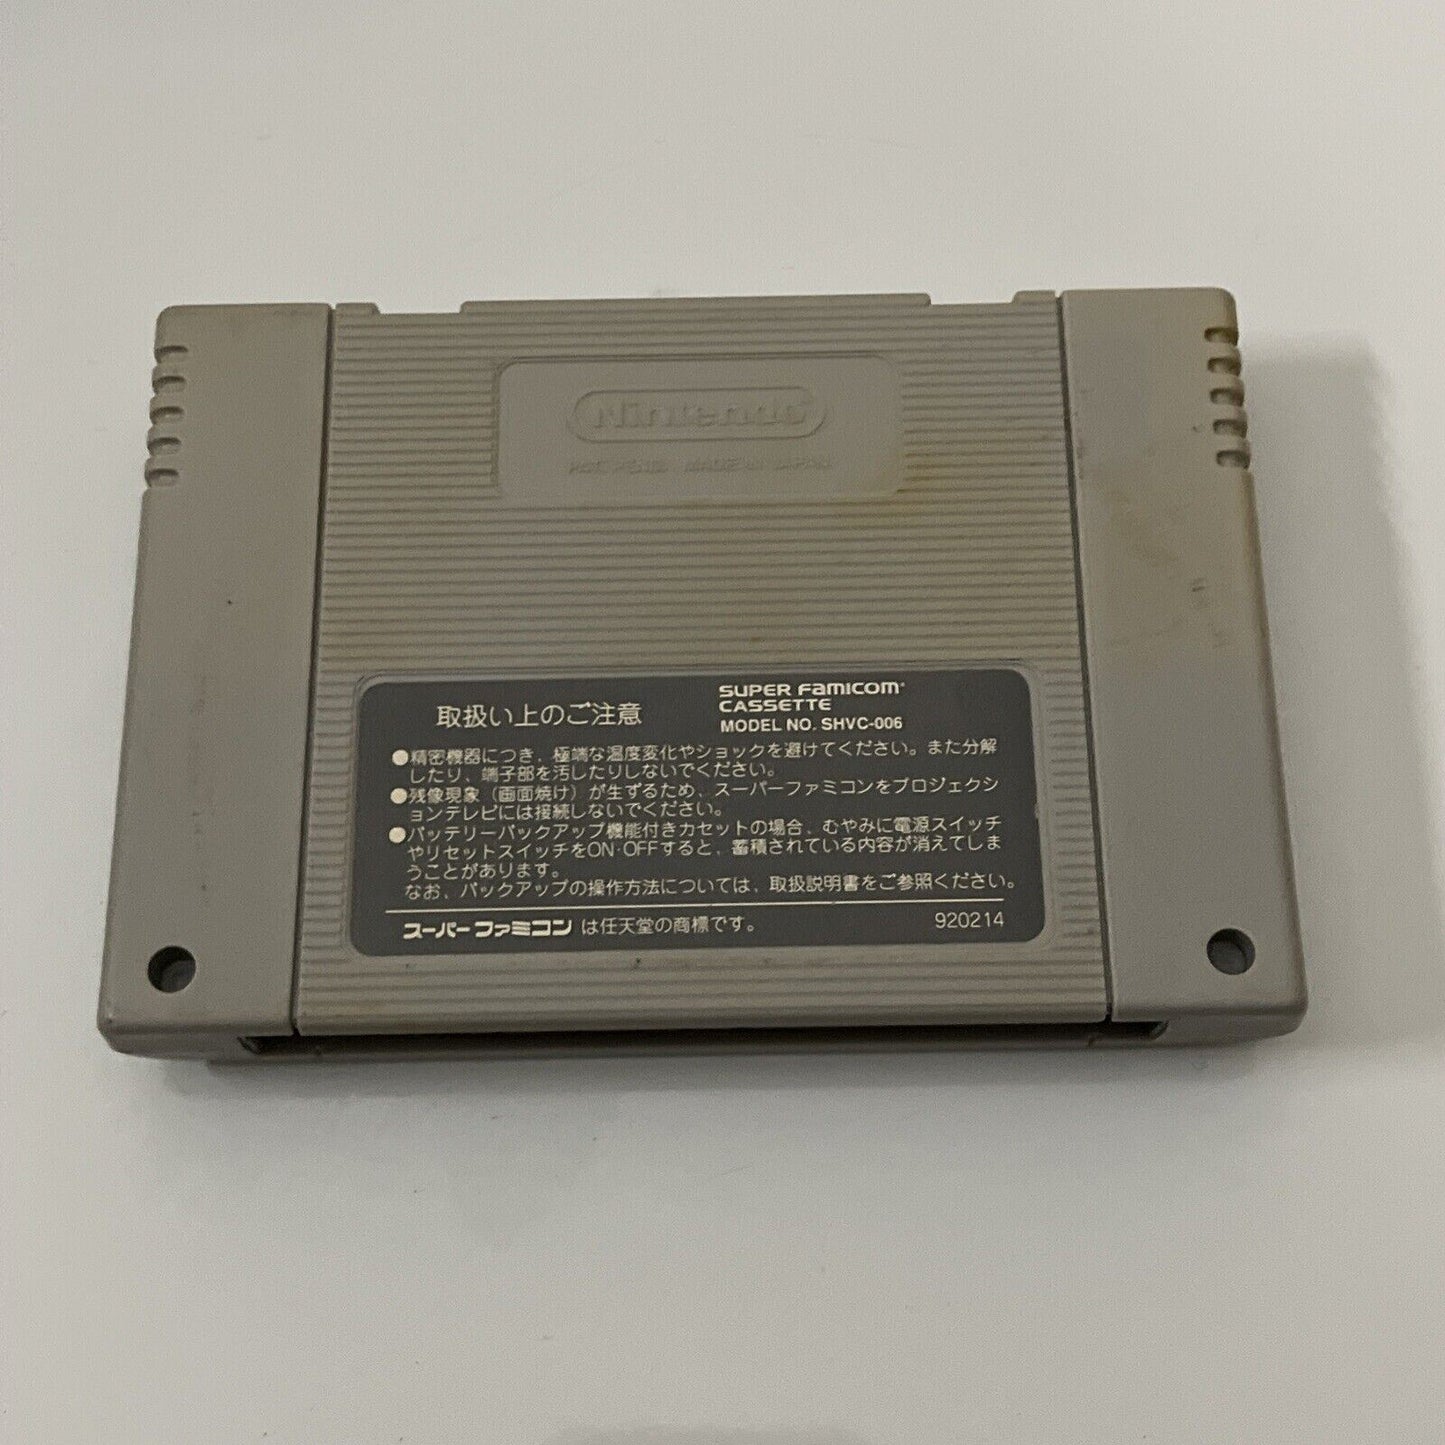 Nintendo
MADE IN JAPAN
取扱い上のご注意
SUPER FAMICOM
CASSETTE
MODEL NO. SHVC-006
●精密機器につき、極端な温度変化やショックを避けてください。また分解
したり、端子部を汚したりしないでください。
●残像現象（画面焼け）が生ずるため、スーパーファミコンをプロジェクシ
ョンテレビには接続しないでください。
●バッテリーバックアップ機能付きカセットの場合、むやみに電源スイッチ
やリセットスイッチをON·OFFすると、蓄積されている内容が消えてしま
うことがあります。
なお、バックアップの操作方法については、取扱説明書をご参照ください。
スーパーファミコン は任天堂の商標です。
920214